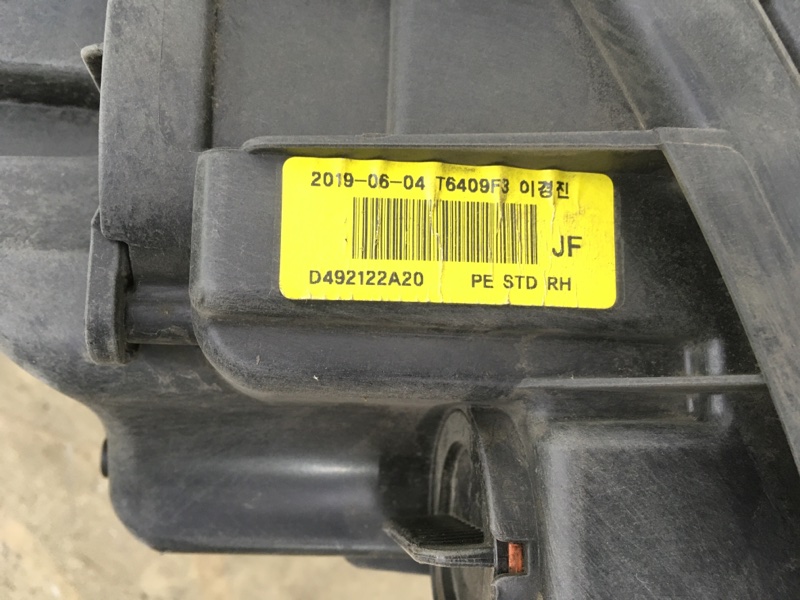 2019-06-04 T6409F3 이경진
JF
D492122A20 PE STD RH